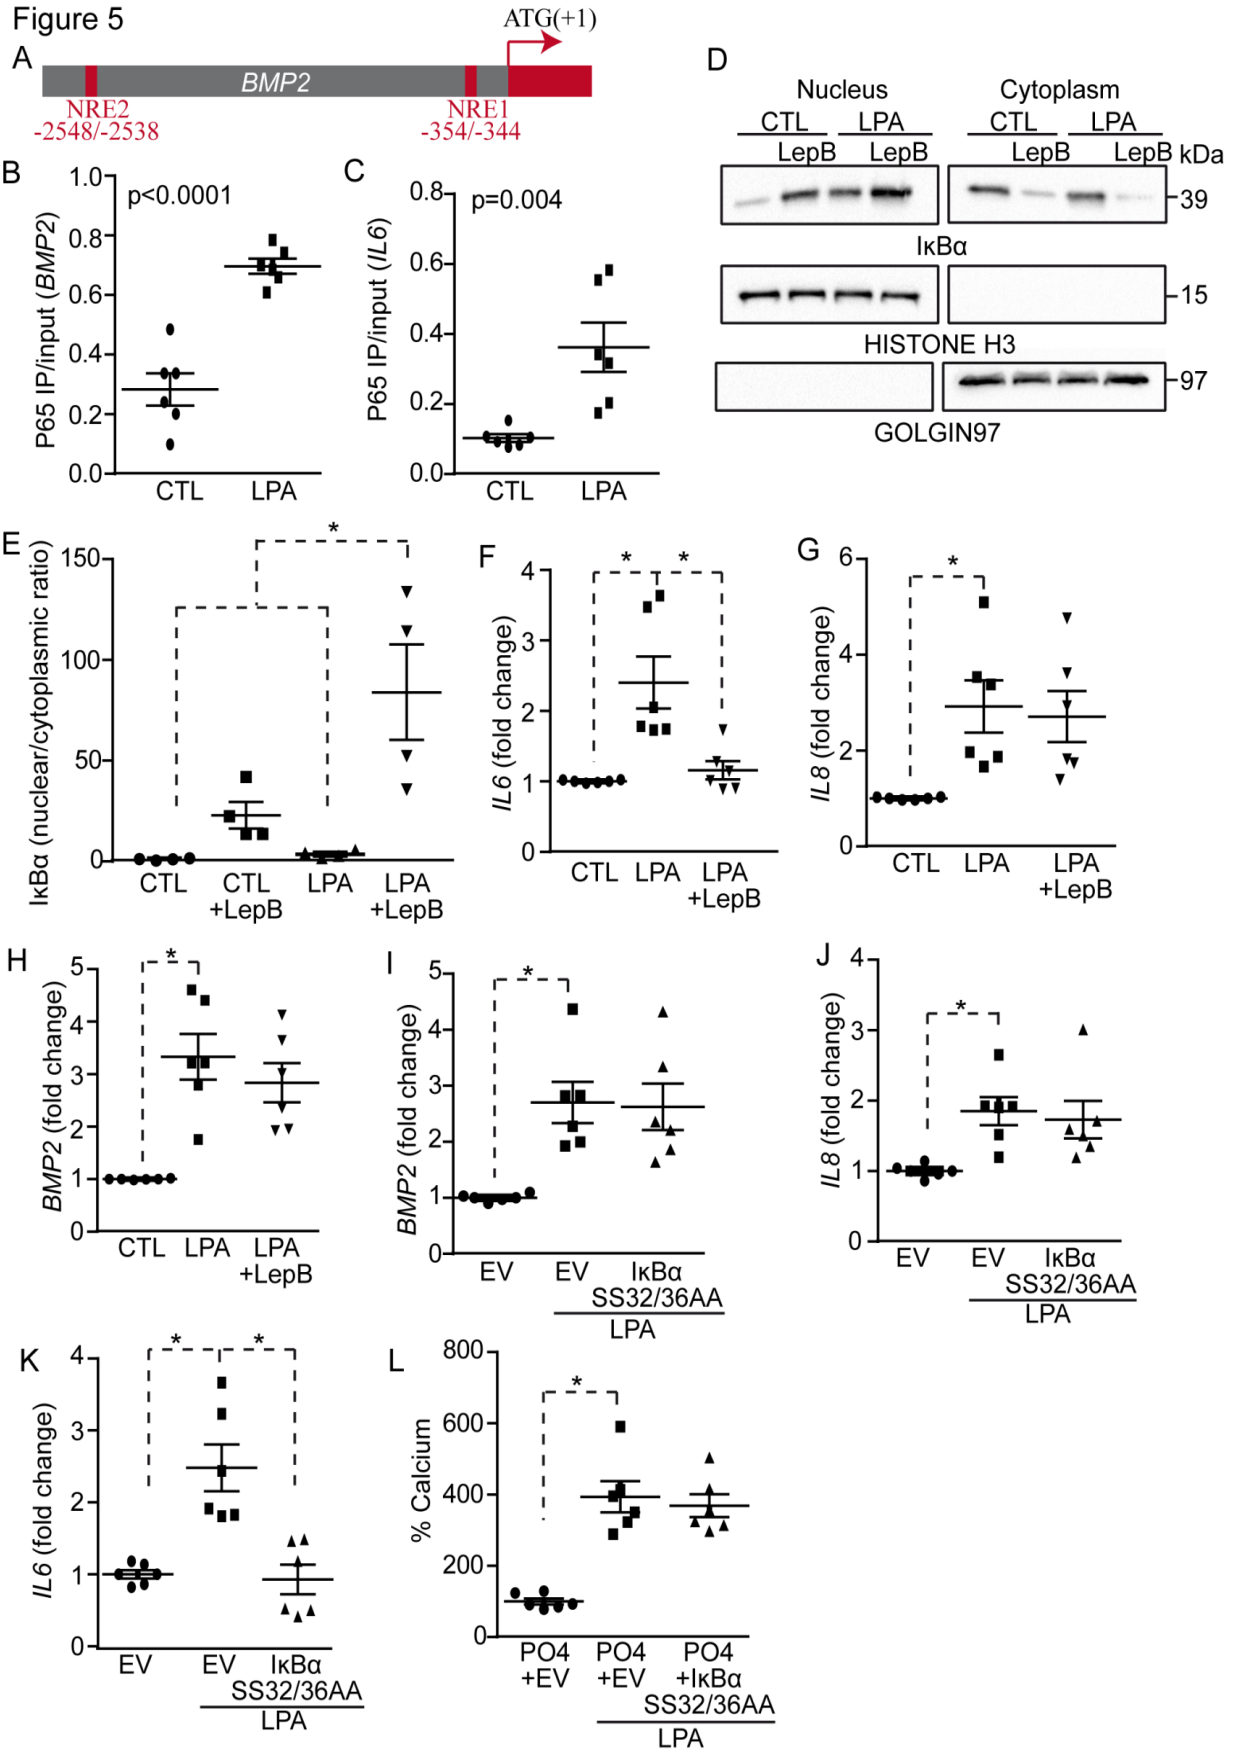 Figure 5
A
ATG(+1)
BMP2
NRE2
-2548/-2538
NRE1
-354/-344
B
P65 IP/input (BMP2)
1.0
0.8
0.6
0.4
0.2
0.0
p<0.0001
CTL LPA
C
P65 IP/input (IL6)
0.8
0.6
0.4
0.2
0.0
p=0.004
CTL LPA
D
Nucleus Cytoplasm
CTL LPA CTL LPA
LepB LepB LepB LepB kDa
39
IκBα
15
HISTONE H3
97
GOLGIN97
E
IκBα (nuclear/cytoplasmic ratio)
150
100
50
0
*
CTL CTL LPA LPA
+LepB +LepB
F
IL6 (fold change)
4
3
2
1
0
* *
CTL LPA LPA
+LepB
G
IL8 (fold change)
6
4
2
0
*
CTL LPA LPA
+LepB
H
BMP2 (fold change)
5
4
3
2
1
0
*
CTL LPA LPA
+LepB
I
BMP2 (fold change)
5
4
3
2
1
0
*
EV EV IκBα
SS32/36AA
LPA
J
IL8 (fold change)
4
3
2
1
0
*
EV EV IκBα
SS32/36AA
LPA
K
IL6 (fold change)
4
3
2
1
0
* *
EV EV IκBα
SS32/36AA
LPA
L
% Calcium
800
600
400
200
0
*
PO4 PO4 PO4
+EV +EV +IκBα
SS32/36AA
LPA